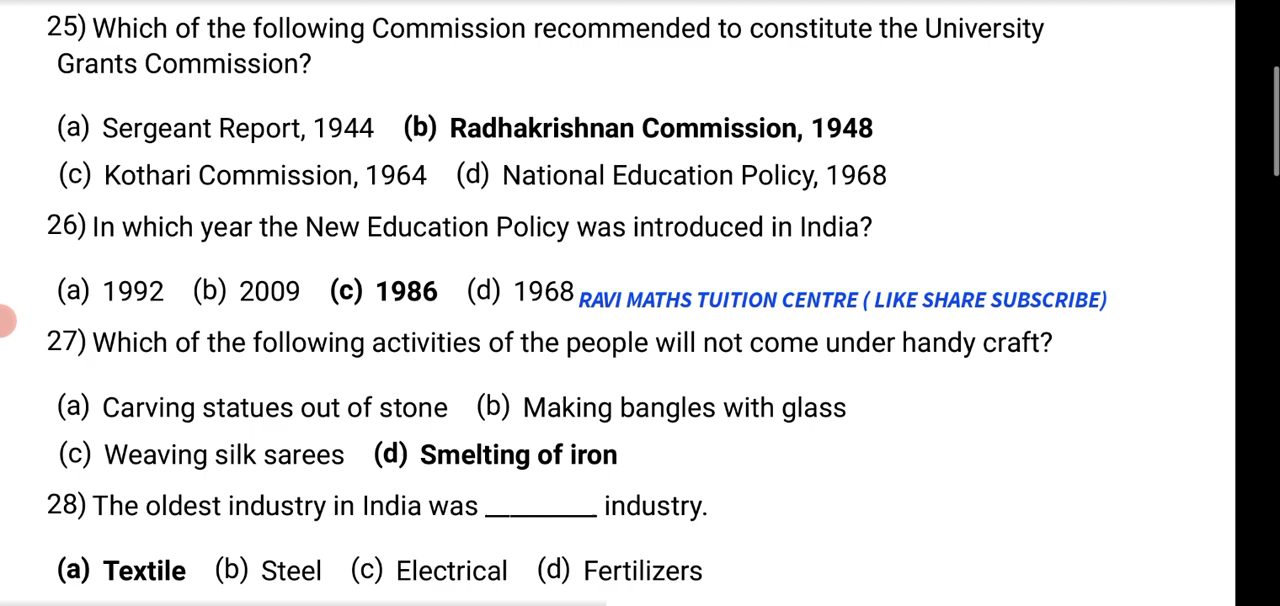 25) Which of the following Commission recommended to constitute the University
Grants Commission?
(a) Sergeant Report, 1944 (b) Radhakrishnan Commission, 1948
(c) Kothari Commission, 1964 (d) National Education Policy, 1968
26) In which year the New Education Policy was introduced in India?
(a) 1992 (b) 2009 (c) 1986 (d) 1968 RAVI MATHS TUITION CENTRE ( LIKE SHARE SUBSCRIBE)
27) Which of the following activities of the people will not come under handy craft?
(a) Carving statues out of stone (b) Making bangles with glass
(c) Weaving silk sarees (d) Smelting of iron
28) The oldest industry in India was ________ industry.
(a) Textile (b) Steel (c) Electrical (d) Fertilizers